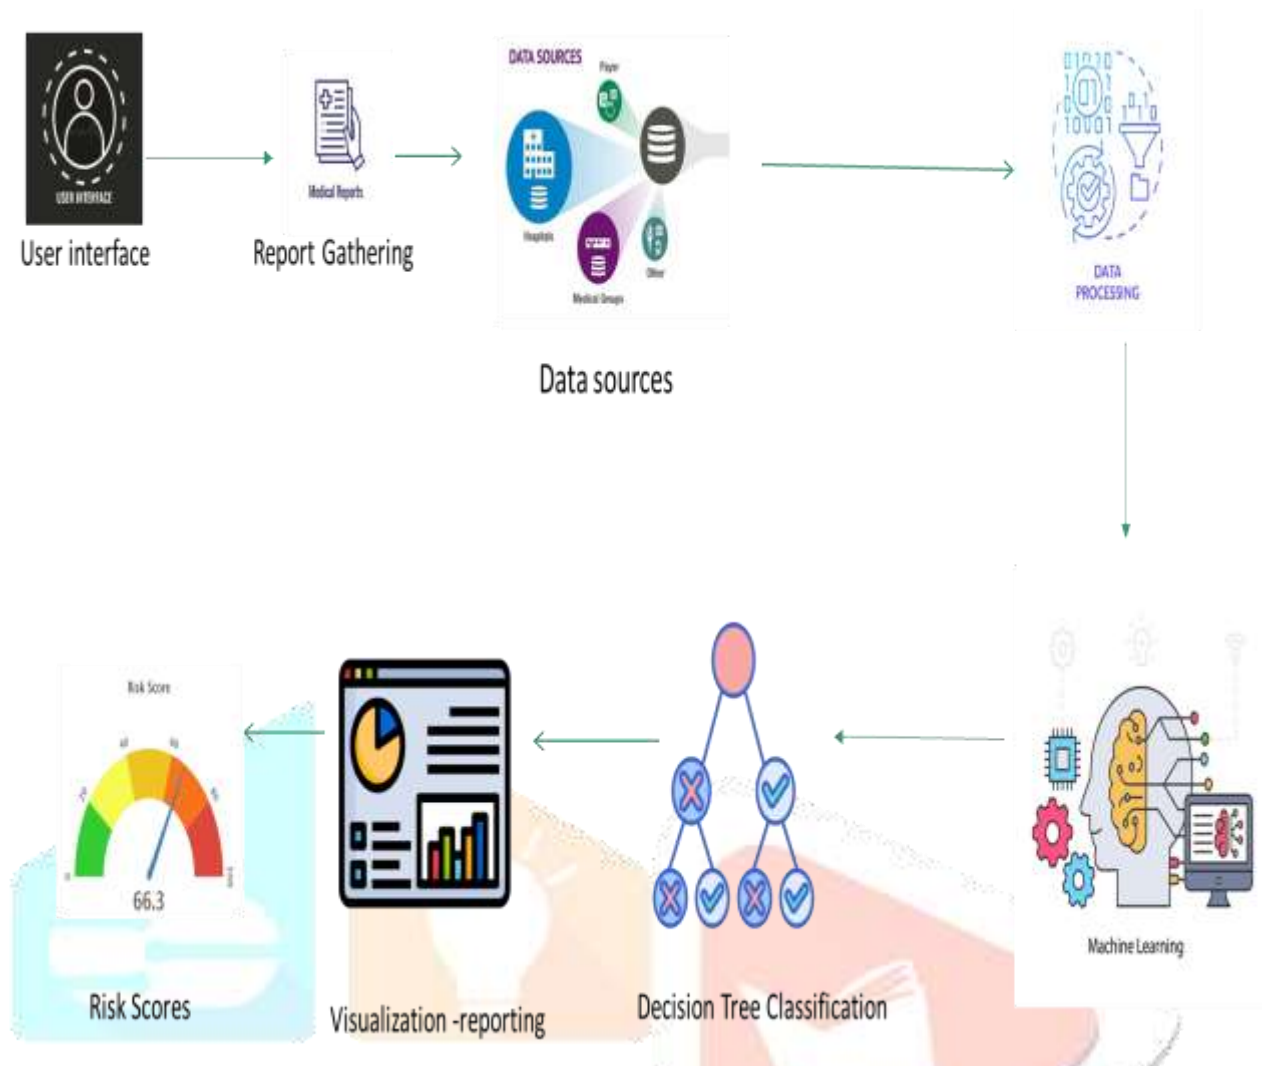 USER INTERFACE
User interface
Medical Reports
Report Gathering
DATA SOURCES
Payer
Hospitals
Medical Groups
Other
Data sources
DATA
PROCESSING
Machine Learning
Decision Tree Classification
Visualization -reporting
Risk Score
66.3
Risk Scores